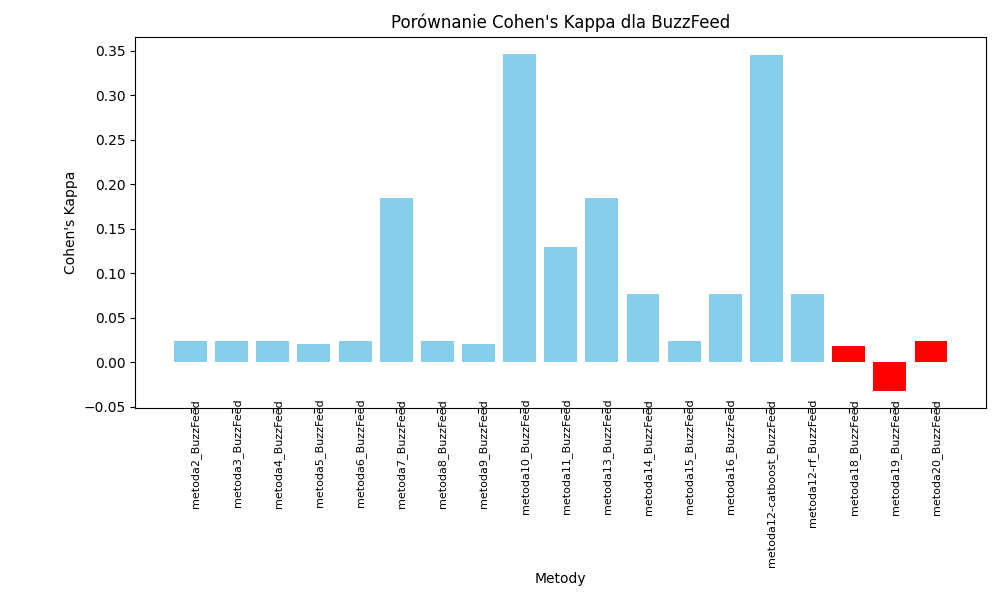 Porównanie Cohen's Kappa dla BuzzFeed
Cohen's Kappa
0.35
0.30
0.25
0.20
0.15
0.10
0.05
0.00
−0.05
metoda2_BuzzFeed
metoda3_BuzzFeed
metoda4_BuzzFeed
metoda5_BuzzFeed
metoda6_BuzzFeed
metoda7_BuzzFeed
metoda8_BuzzFeed
metoda9_BuzzFeed
metoda10_BuzzFeed
metoda11_BuzzFeed
metoda13_BuzzFeed
metoda14_BuzzFeed
metoda15_BuzzFeed
metoda16_BuzzFeed
metoda12-catboost_BuzzFeed
metoda12-rf_BuzzFeed
metoda18_BuzzFeed
metoda19_BuzzFeed
metoda20_BuzzFeed
Metody